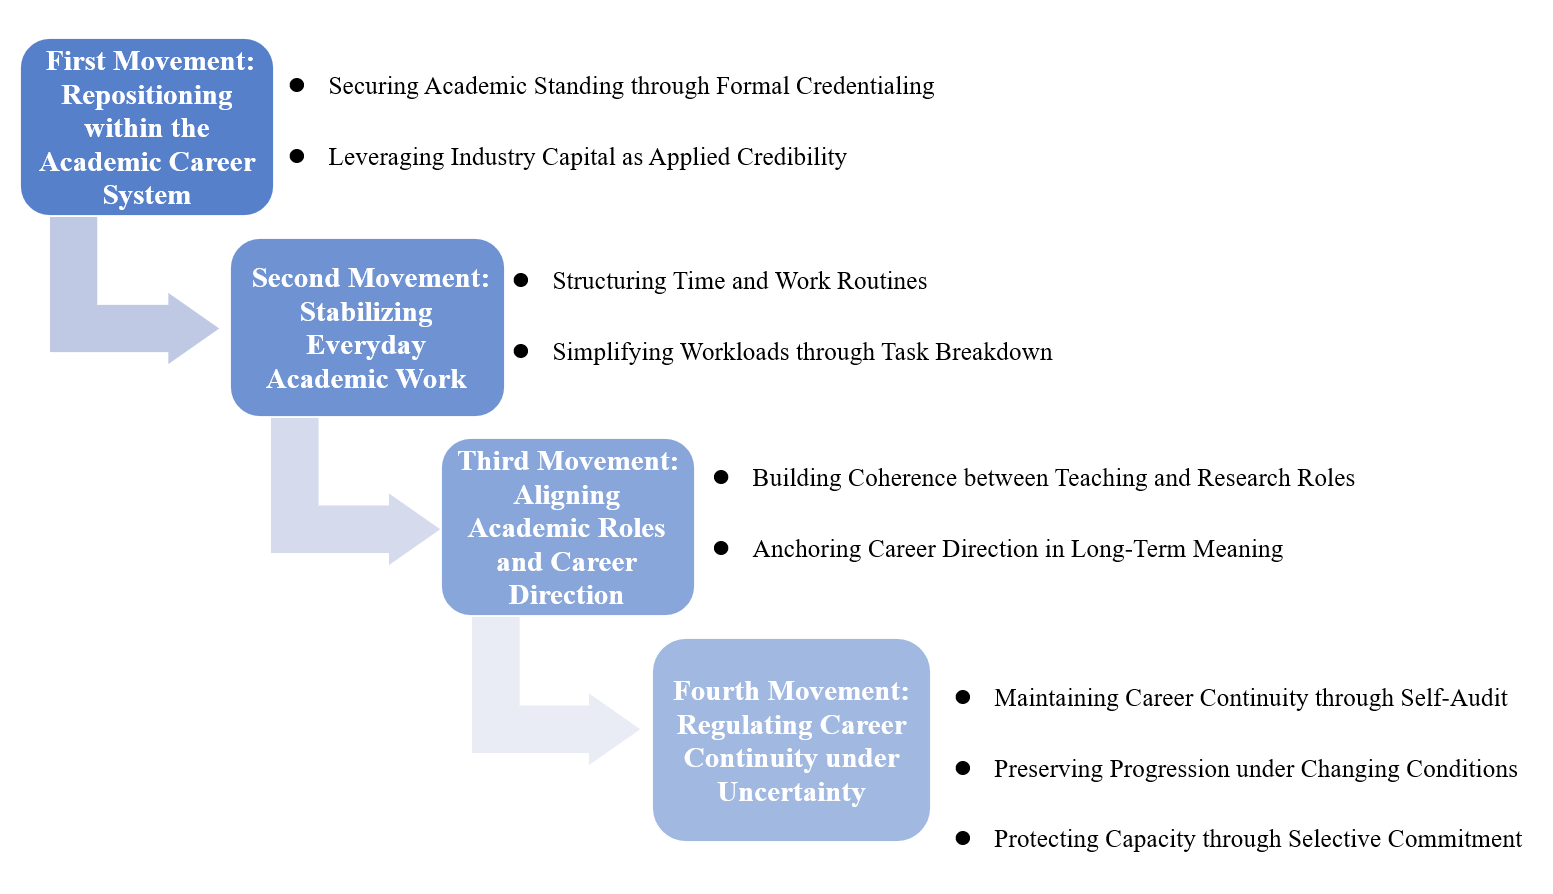 First Movement:
Repositioning
within the
Academic Career
System
● Securing Academic Standing through Formal Credentialing
● Leveraging Industry Capital as Applied Credibility
Second Movement:
Stabilizing
Everyday
Academic Work
● Structuring Time and Work Routines
● Simplifying Workloads through Task Breakdown
Third Movement:
Aligning
Academic Roles
and Career
Direction
● Building Coherence between Teaching and Research Roles
● Anchoring Career Direction in Long-Term Meaning
Fourth Movement:
Regulating Career
Continuity under
Uncertainty
● Maintaining Career Continuity through Self-Audit
● Preserving Progression under Changing Conditions
● Protecting Capacity through Selective Commitment